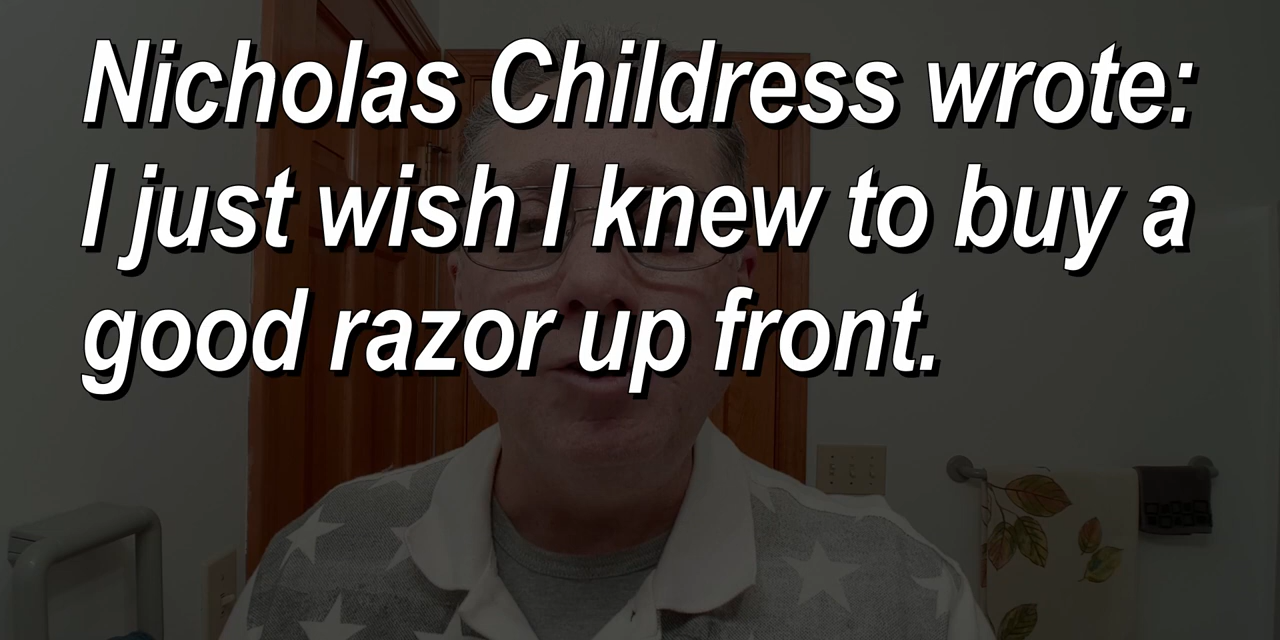 Nicholas Childress wrote:
I just wish I knew to buy a
good razor up front.